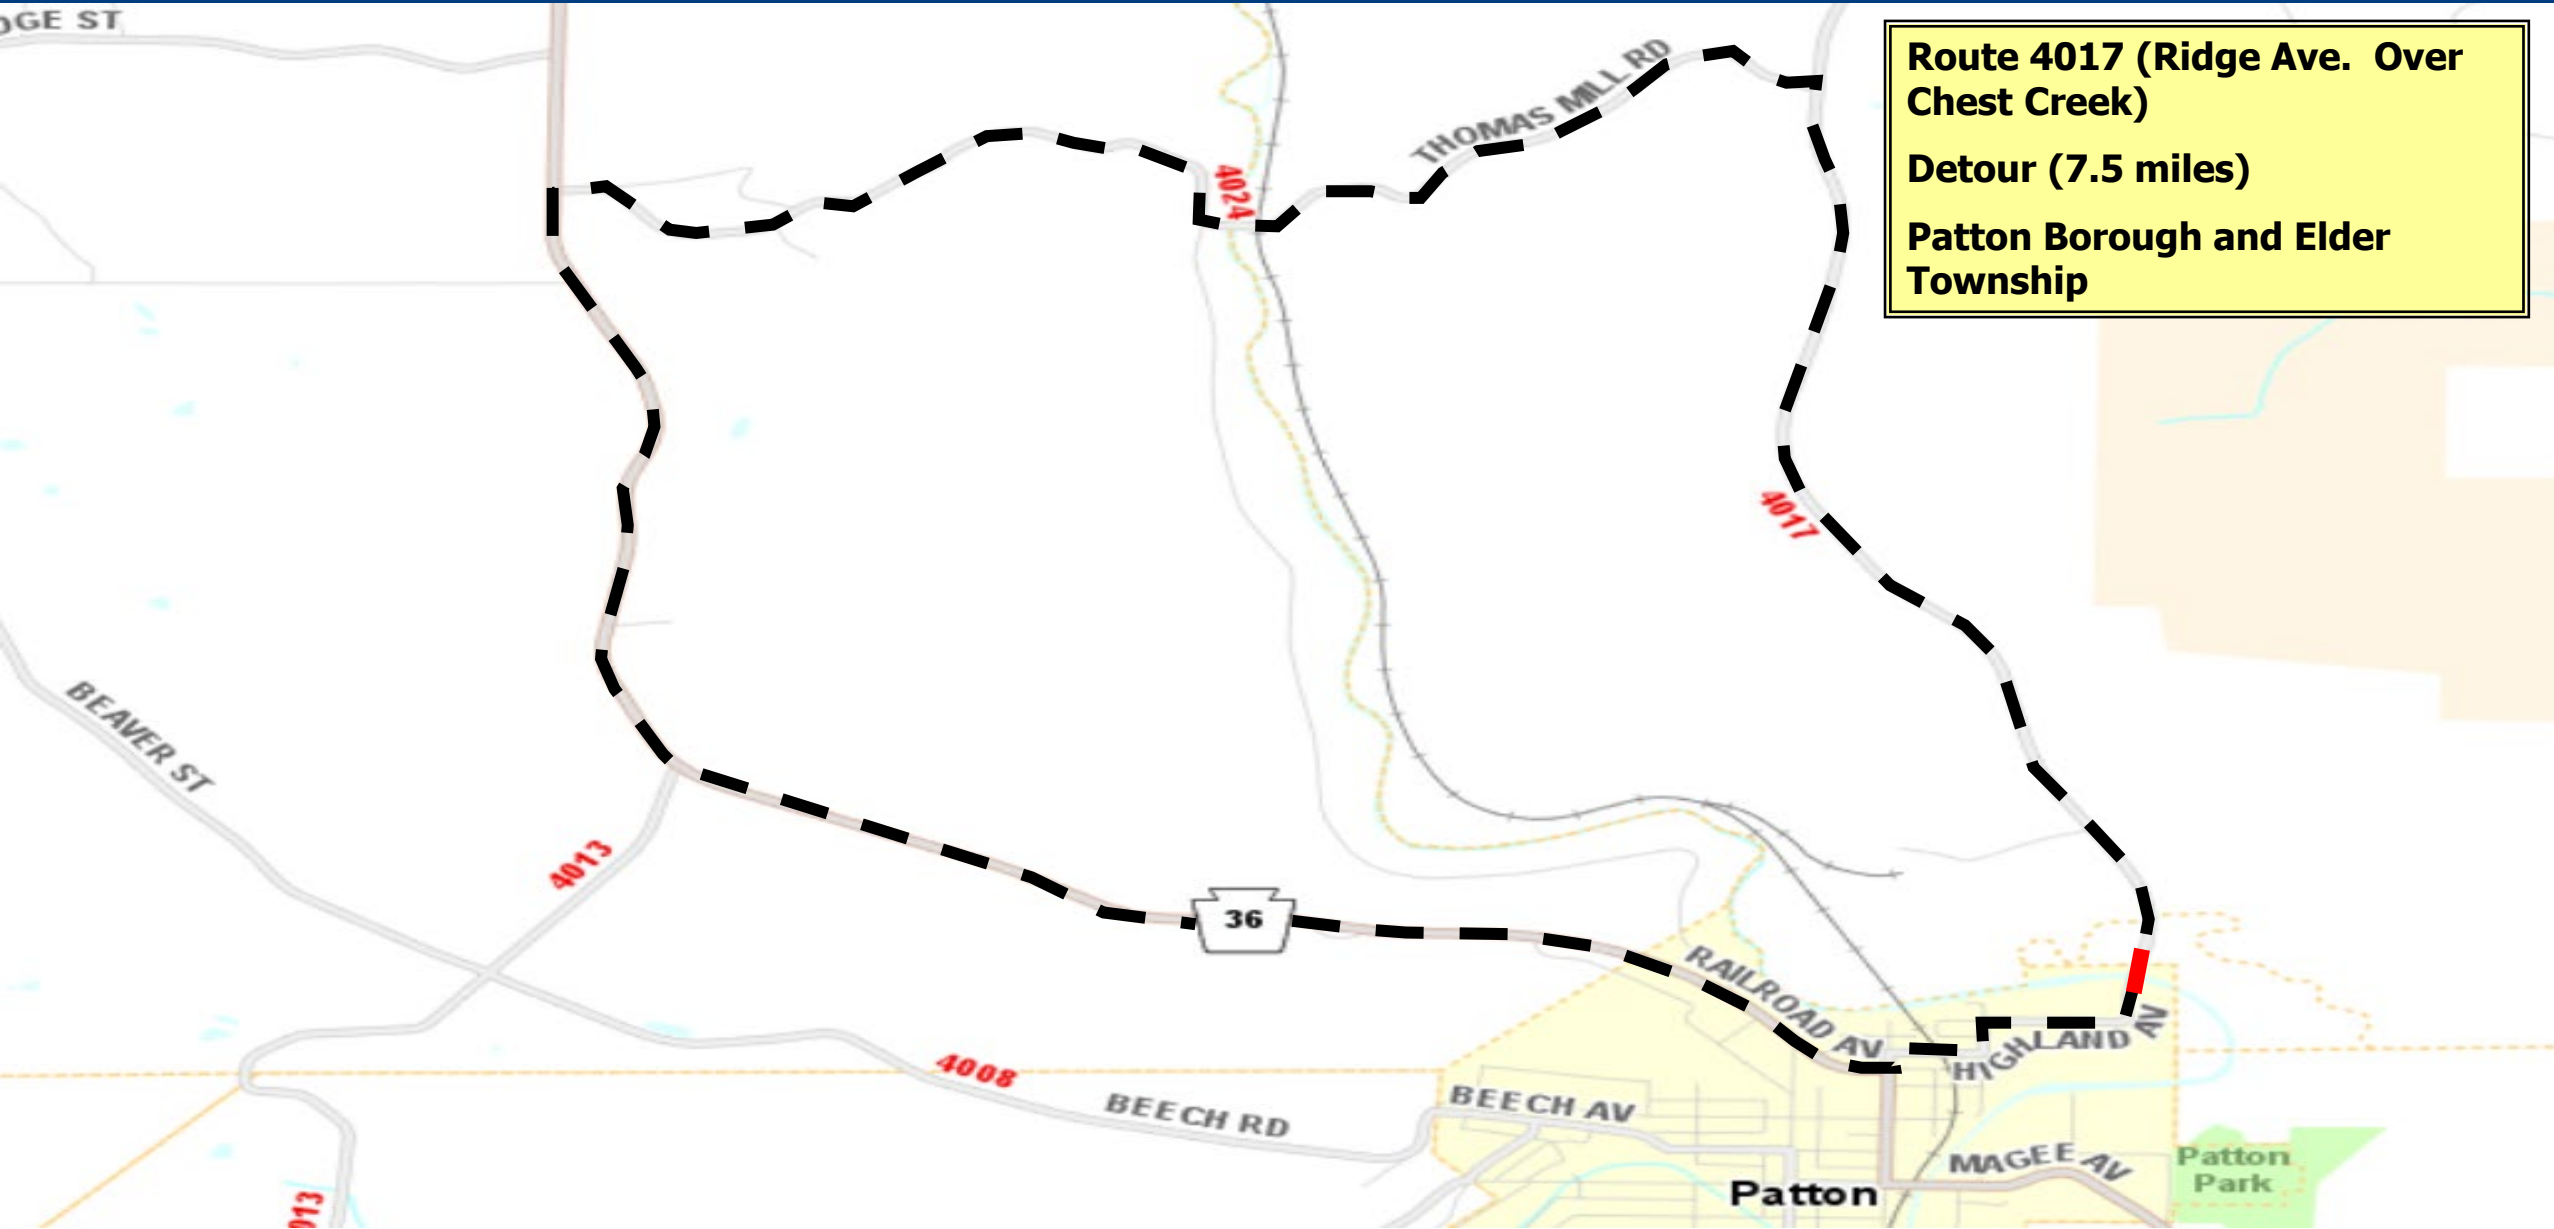 DGE ST
Route 4017 (Ridge Ave. Over
Chest Creek)
Detour (7.5 miles)
Patton Borough and Elder
Township
THOMAS MILL RD
4024
4017
BEAVER ST
4013
36
RAILROAD AV
HIGHLAND AV
4008
BEECH RD
BEECH AV
MAGEE AV
Patton
Park
Patton
013